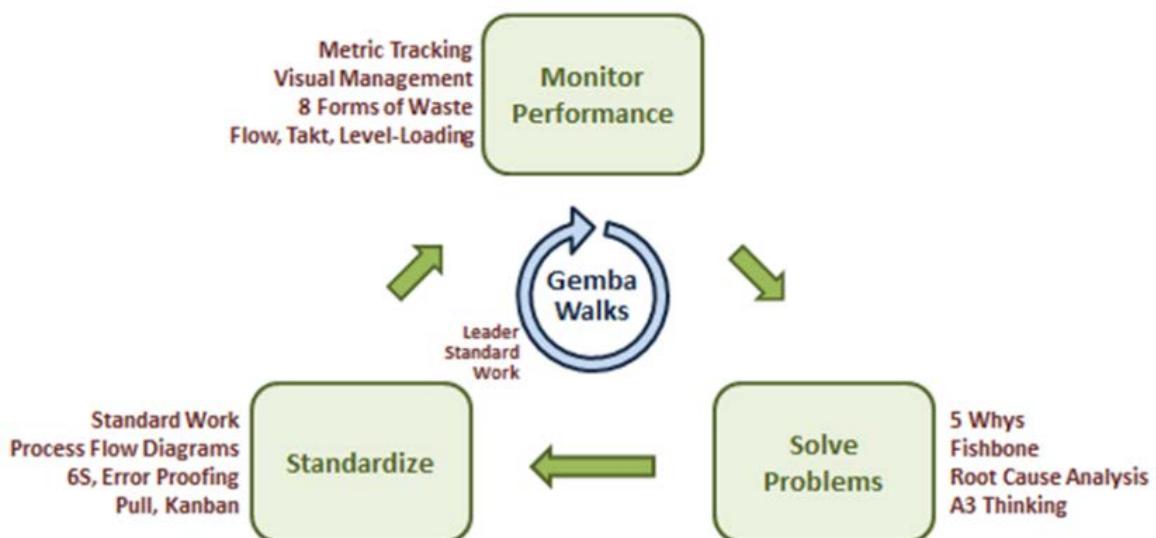 Metric Tracking
Visual Management
8 Forms of Waste
Flow, Takt, Level-Loading
Monitor
Performance
Gemba
Walks
Leader
Standard
Work
Standard Work
Process Flow Diagrams
6S, Error Proofing
Pull, Kanban
Standardize
Solve
Problems
5 Whys
Fishbone
Root Cause Analysis
A3 Thinking